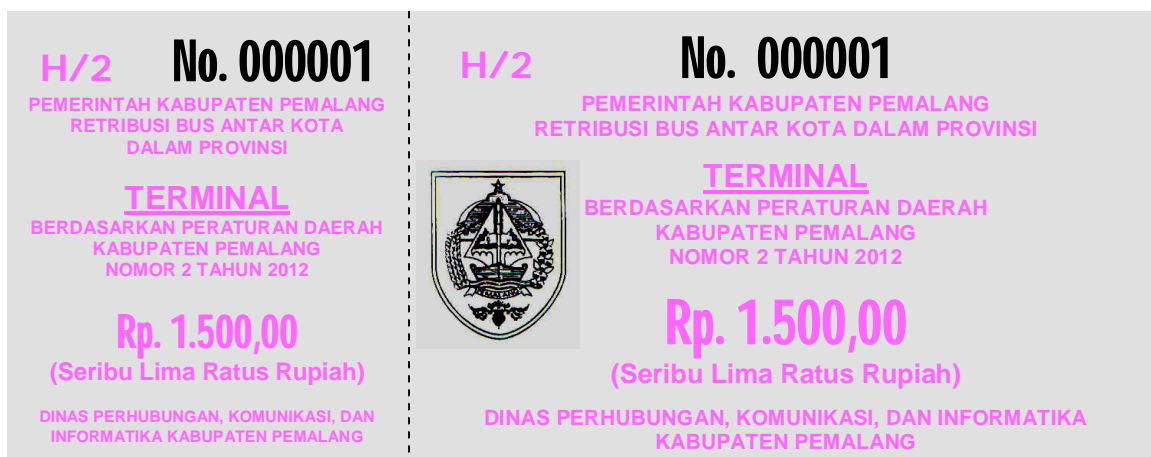 H/2 No. 000001
PEMERINTAH KABUPATEN PEMALANG
RETRIBUSI BUS ANTAR KOTA
DALAM PROVINSI
TERMINAL
BERDASARKAN PERATURAN DAERAH
KABUPATEN PEMALANG
NOMOR 2 TAHUN 2012
Rp. 1.500,00
(Seribu Lima Ratus Rupiah)
DINAS PERHUBUNGAN, KOMUNIKASI, DAN
INFORMATIKA KABUPATEN PEMALANG
H/2 No. 000001
PEMERINTAH KABUPATEN PEMALANG
RETRIBUSI BUS ANTAR KOTA DALAM PROVINSI
TERMINAL
BERDASARKAN PERATURAN DAERAH
KABUPATEN PEMALANG
NOMOR 2 TAHUN 2012
PEMALANG
Rp. 1.500,00
(Seribu Lima Ratus Rupiah)
DINAS PERHUBUNGAN, KOMUNIKASI, DAN INFORMATIKA
KABUPATEN PEMALANG